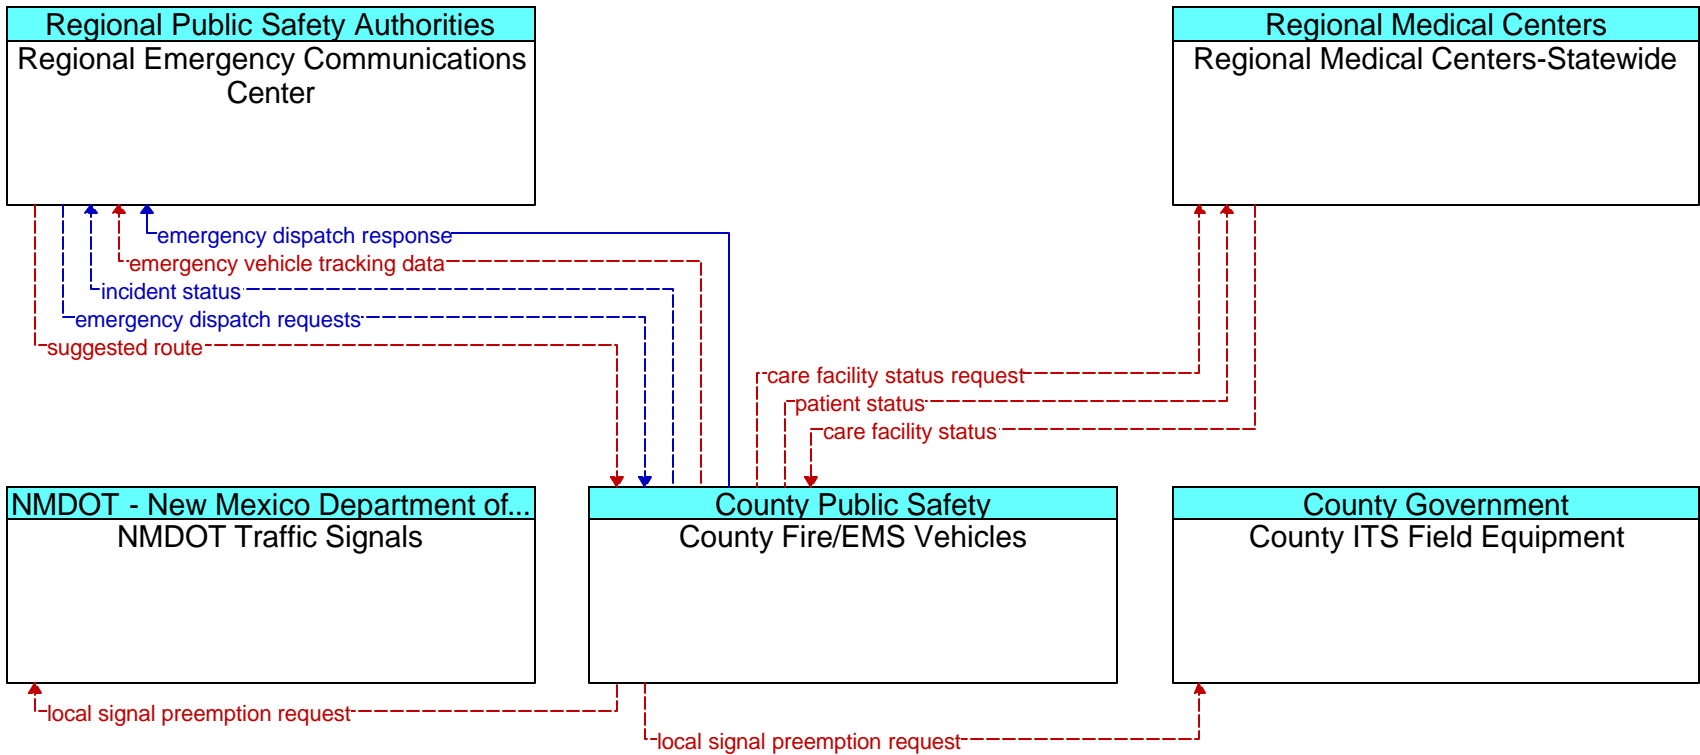 Regional Public Safety Authorities
Regional Emergency Communications
Center
Regional Medical Centers
Regional Medical Centers-Statewide
emergency dispatch response
emergency vehicle tracking data
incident status
emergency dispatch requests
suggested route
care facility status request
patient status
care facility status
NMDOT - New Mexico Department of...
NMDOT Traffic Signals
County Public Safety
County Fire/EMS Vehicles
County Government
County ITS Field Equipment
local signal preemption request
local signal preemption request